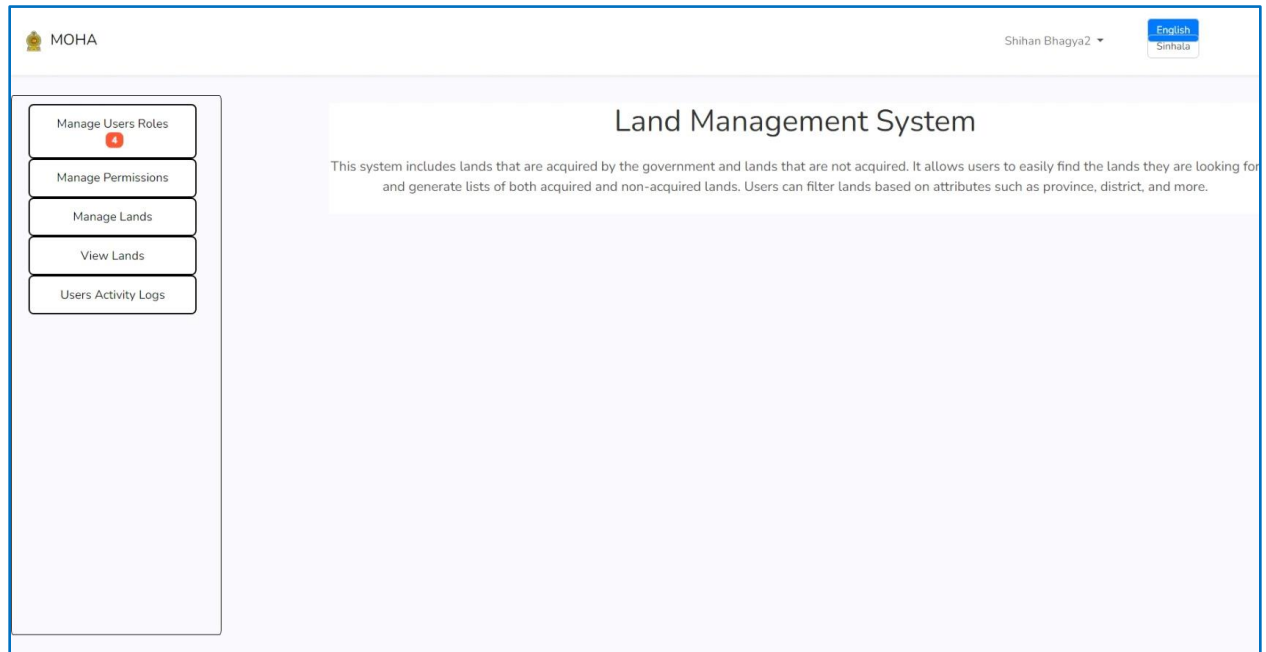 MOHA
Shihan Bhagya2
English
Sinhala
Manage Users Roles
4
Manage Permissions
Manage Lands
View Lands
Users Activity Logs
Land Management System
This system includes lands that are acquired by the government and lands that are not acquired. It allows users to easily find the lands they are looking for
and generate lists of both acquired and non-acquired lands. Users can filter lands based on attributes such as province, district, and more.